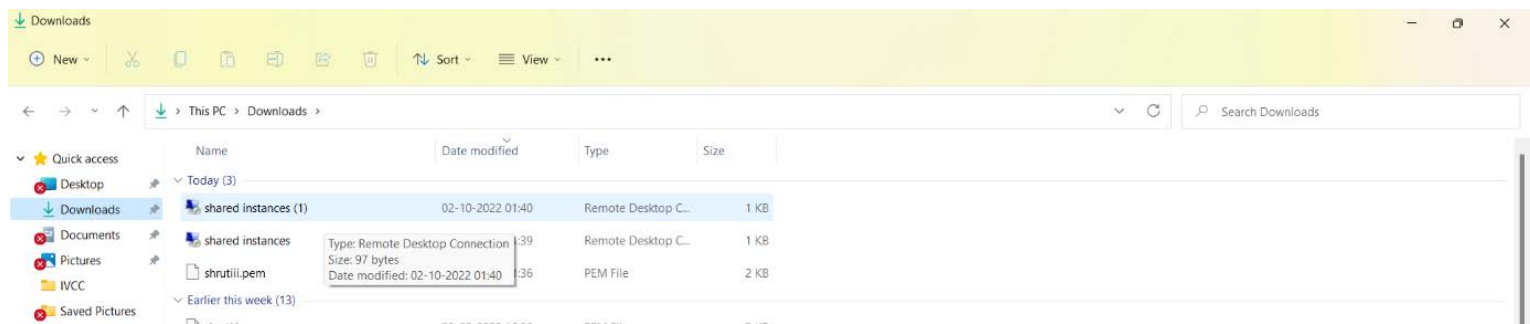 Downloads
New
Sort
View
This PC > Downloads >
Search Downloads
Quick access
Desktop
Downloads
Documents
Pictures
IVCC
Saved Pictures
Name Date modified Type Size
Today (3)
shared instances (1) 02-10-2022 01:40 Remote Desktop C... 1 KB
shared instances :39 Remote Desktop C... 1 KB
shrutiii.pem :36 PEM File 2 KB
Type: Remote Desktop Connection
Size: 97 bytes
Date modified: 02-10-2022 01:40
Earlier this week (13)